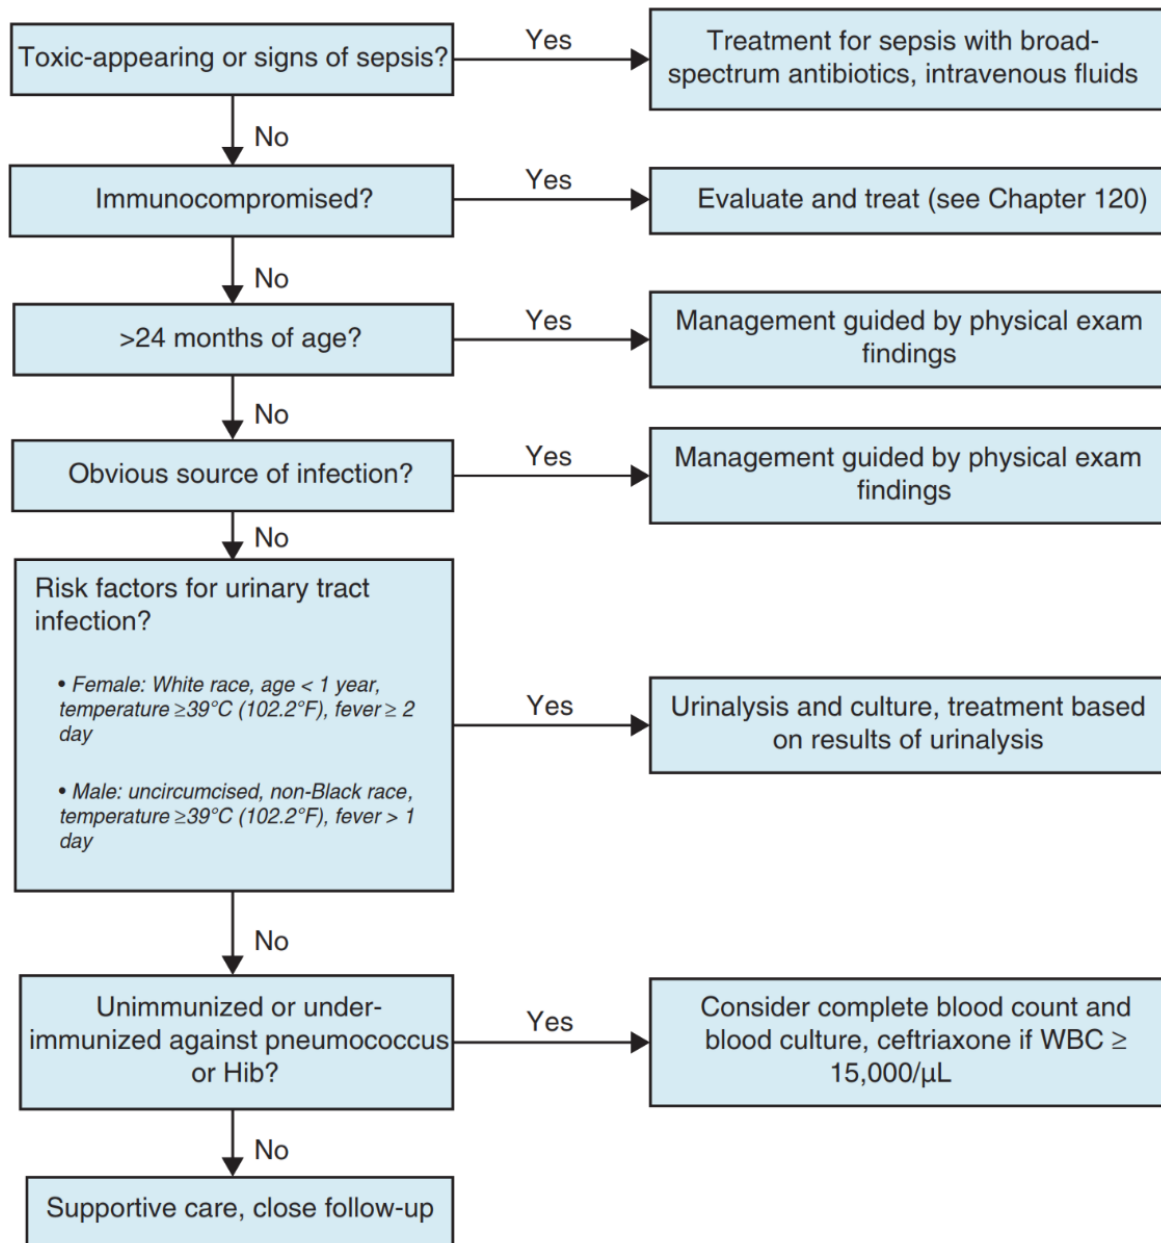 Toxic-appearing or signs of sepsis?
Yes
Treatment for sepsis with broad-
spectrum antibiotics, intravenous fluids
No
Immunocompromised?
Yes
Evaluate and treat (see Chapter 120)
No
>24 months of age?
Yes
Management guided by physical exam
findings
No
Obvious source of infection?
Yes
Management guided by physical exam
findings
No
Risk factors for urinary tract
infection?
• Female: White race, age < 1 year,
temperature ≥39°C (102.2°F), fever ≥ 2
day
• Male: uncircumcised, non-Black race,
temperature ≥39°C (102.2°F), fever > 1
day
Yes
Urinalysis and culture, treatment based
on results of urinalysis
No
Unimmunized or under-
immunized against pneumococcus
or Hib?
Yes
Consider complete blood count and
blood culture, ceftriaxone if WBC ≥
15,000/μL
No
Supportive care, close follow-up